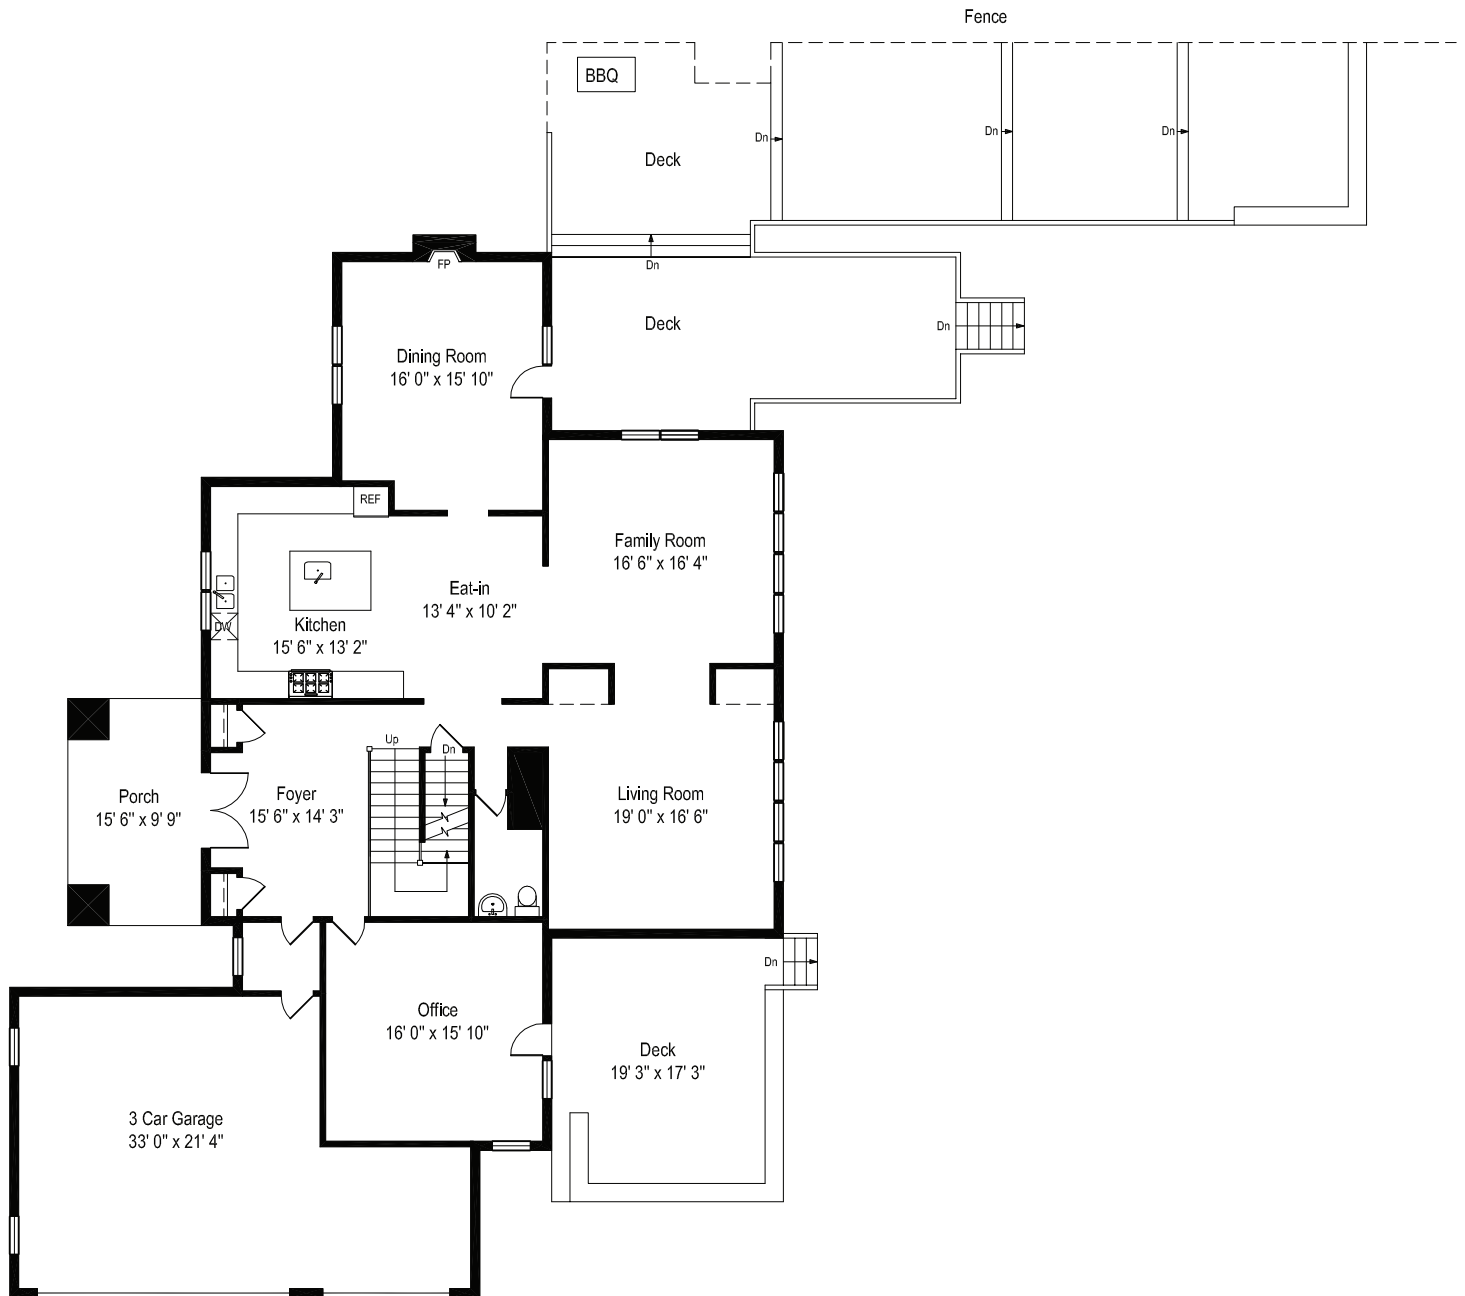 Fence
BBQ
Dn
Dn
Dn
Deck
Dn
FP
Deck
Dn
Dining Room
16' 0" x 15' 10"
REF
Family Room
16' 6" x 16' 4"
Eat-in
13' 4" x 10' 2"
DW
Kitchen
15' 6" x 13' 2"
Up
Dn
Porch
15' 6" x 9' 9"
Foyer
15' 6" x 14' 3"
Living Room
19' 0" x 16' 6"
Dn
Office
16' 0" x 15' 10"
Deck
19' 3" x 17' 3"
3 Car Garage
33' 0" x 21' 4"